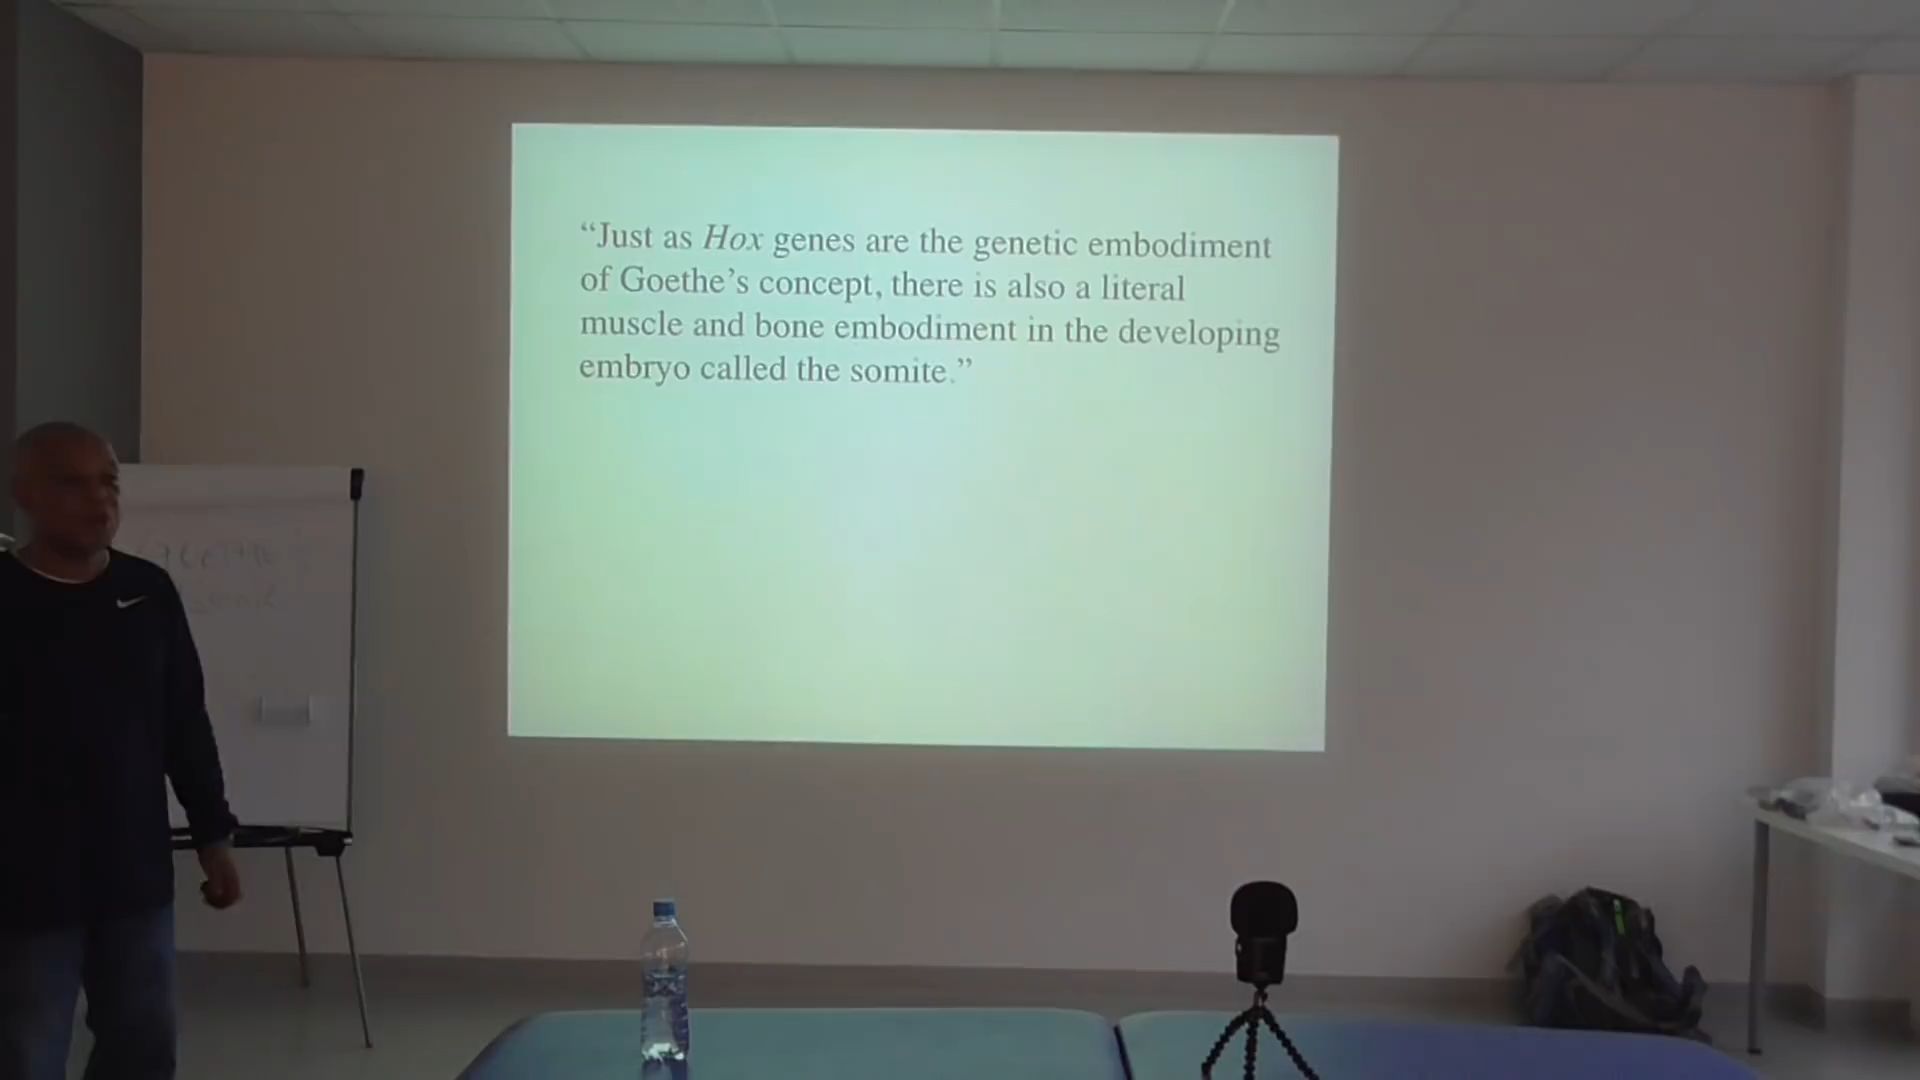 “Just as Hox genes are the genetic embodiment
of Goethe’s concept, there is also a literal
muscle and bone embodiment in the developing
embryo called the somite.”